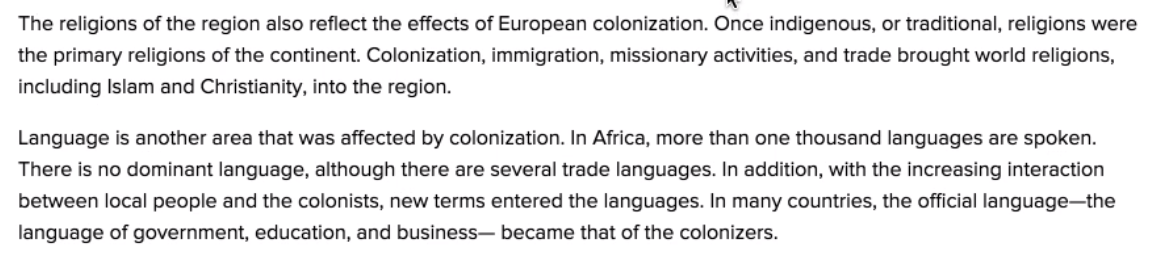 The religions of the region also reflect the effects of European colonization. Once indigenous, or traditional, religions were
the primary religions of the continent. Colonization, immigration, missionary activities, and trade brought world religions,
including Islam and Christianity, into the region.
Language is another area that was affected by colonization. In Africa, more than one thousand languages are spoken.
There is no dominant language, although there are several trade languages. In addition, with the increasing interaction
between local people and the colonists, new terms entered the languages. In many countries, the official language—the
language of government, education, and business— became that of the colonizers.